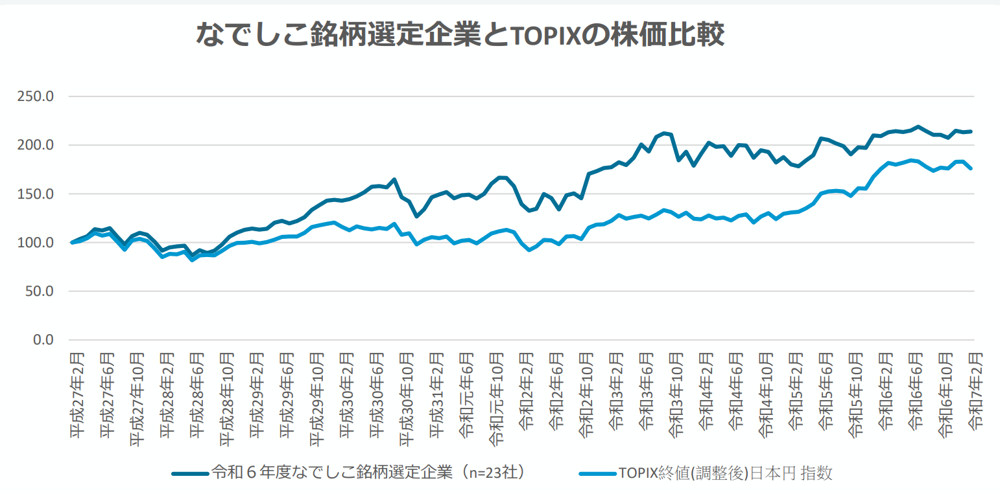 なでしこ銘柄選定企業とTOPIXの株価比較
250.0
200.0
150.0
100.0
50.0
0.0
平成27年2月
平成27年6月
平成27年10月
平成28年2月
平成28年6月
平成28年10月
平成29年2月
平成29年6月
平成29年10月
平成30年2月
平成30年6月
平成30年10月
平成31年2月
令和元年6月
令和元年10月
令和2年2月
令和2年6月
令和2年10月
令和3年2月
令和3年6月
令和3年10月
令和4年2月
令和4年6月
令和4年10月
令和5年2月
令和5年6月
令和5年10月
令和6年2月
令和6年6月
令和6年10月
令和7年2月
令和６年度なでしこ銘柄選定企業（n=23社）
TOPIX終値(調整後)日本円 指数